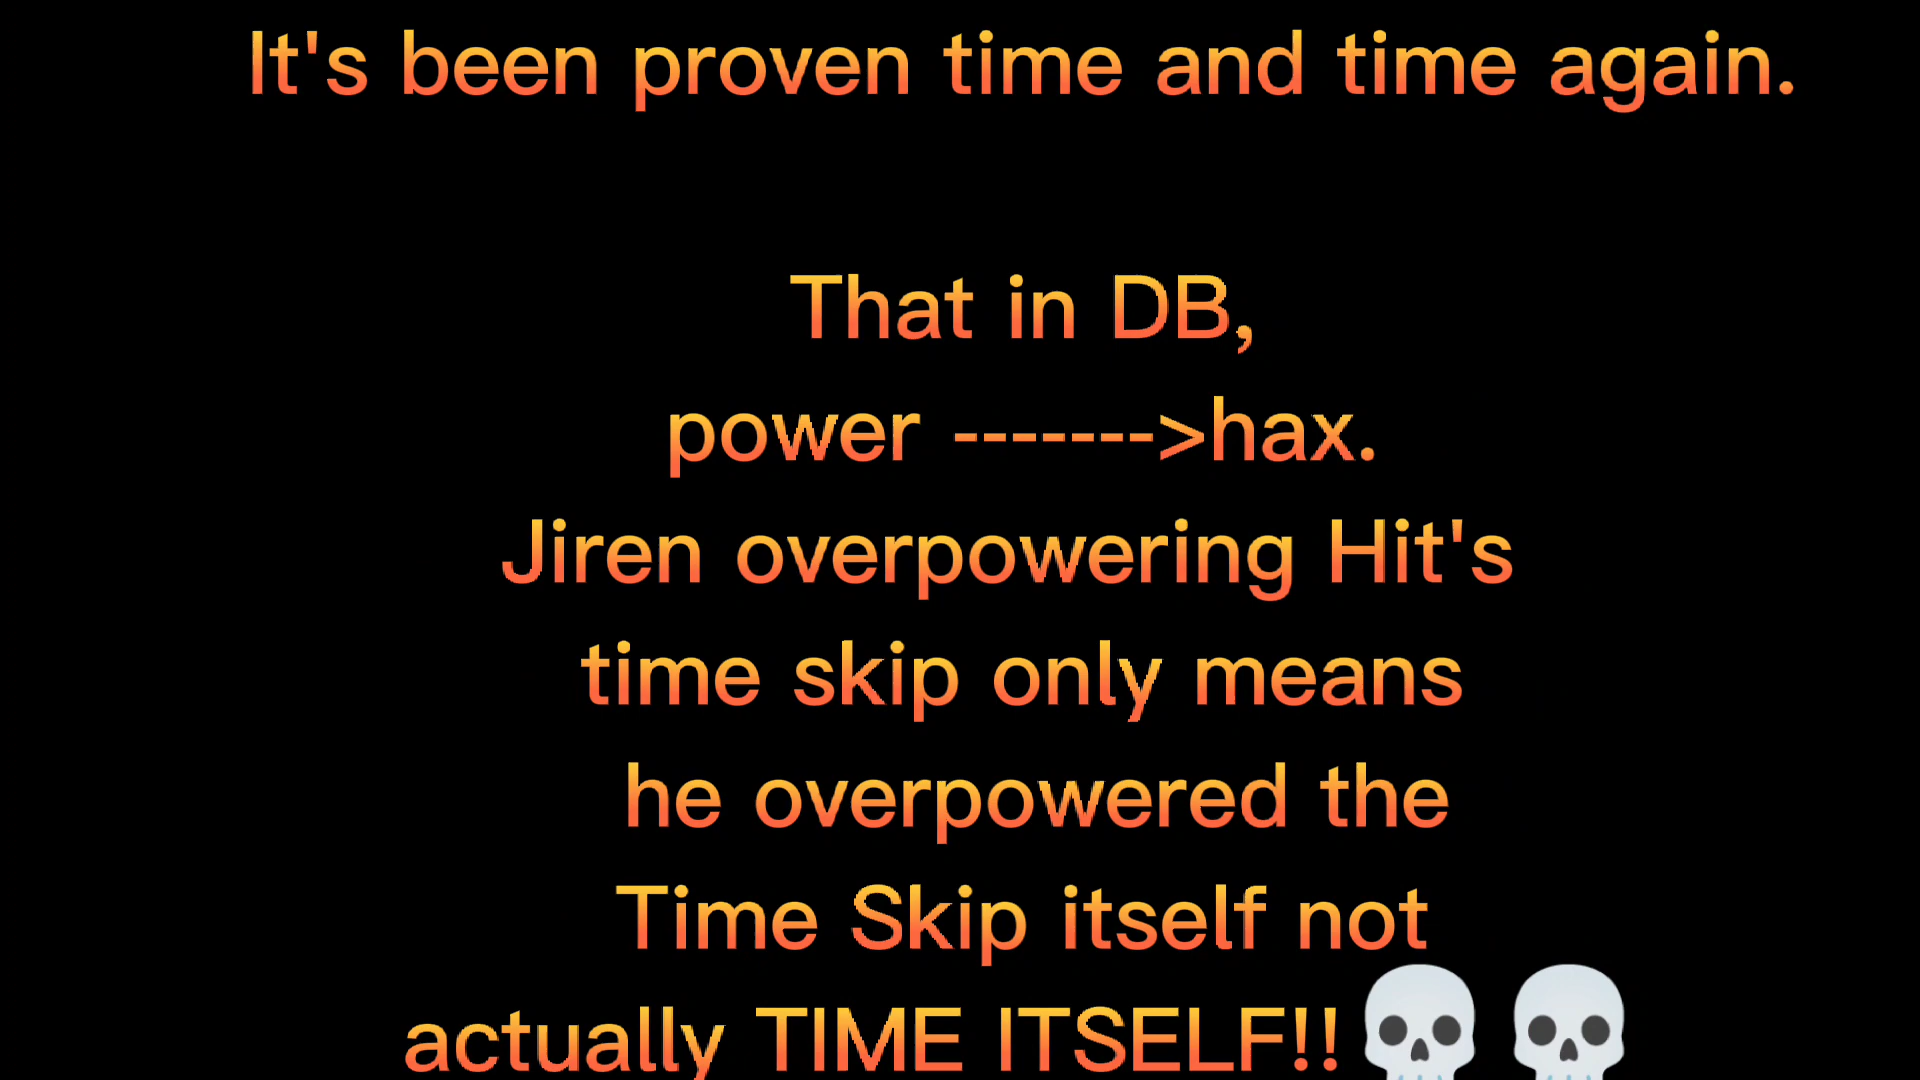 It's been proven time and time again.
That in DB,
power ------->hax.
Jiren overpowering Hit's
time skip only means
he overpowered the
Time Skip itself not
actually TIME ITSELF!!💀💀